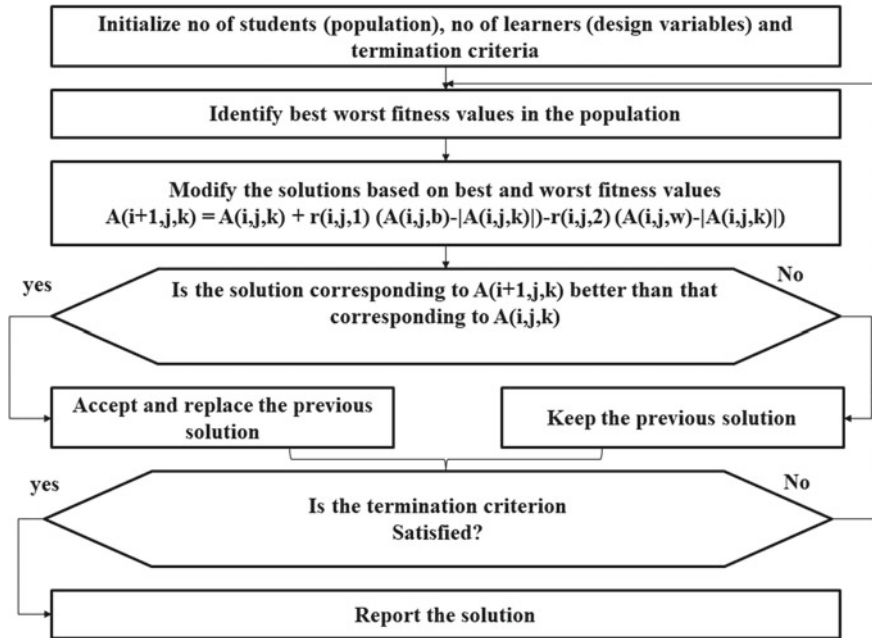 Initialize no of students (population), no of learners (design variables) and
termination criteria
Identify best worst fitness values in the population
Modify the solutions based on best and worst fitness values
A(i+1,j,k) = A(i,j,k) + r(i,j,1) (A(i,j,b)-|A(i,j,k)|)-r(i,j,2) (A(i,j,w)-|A(i,j,k)|)
yes
No
Is the solution corresponding to A(i+1,j,k) better than that
corresponding to A(i,j,k)
Accept and replace the previous
solution
Keep the previous solution
yes
No
Is the termination criterion
Satisfied?
Report the solution